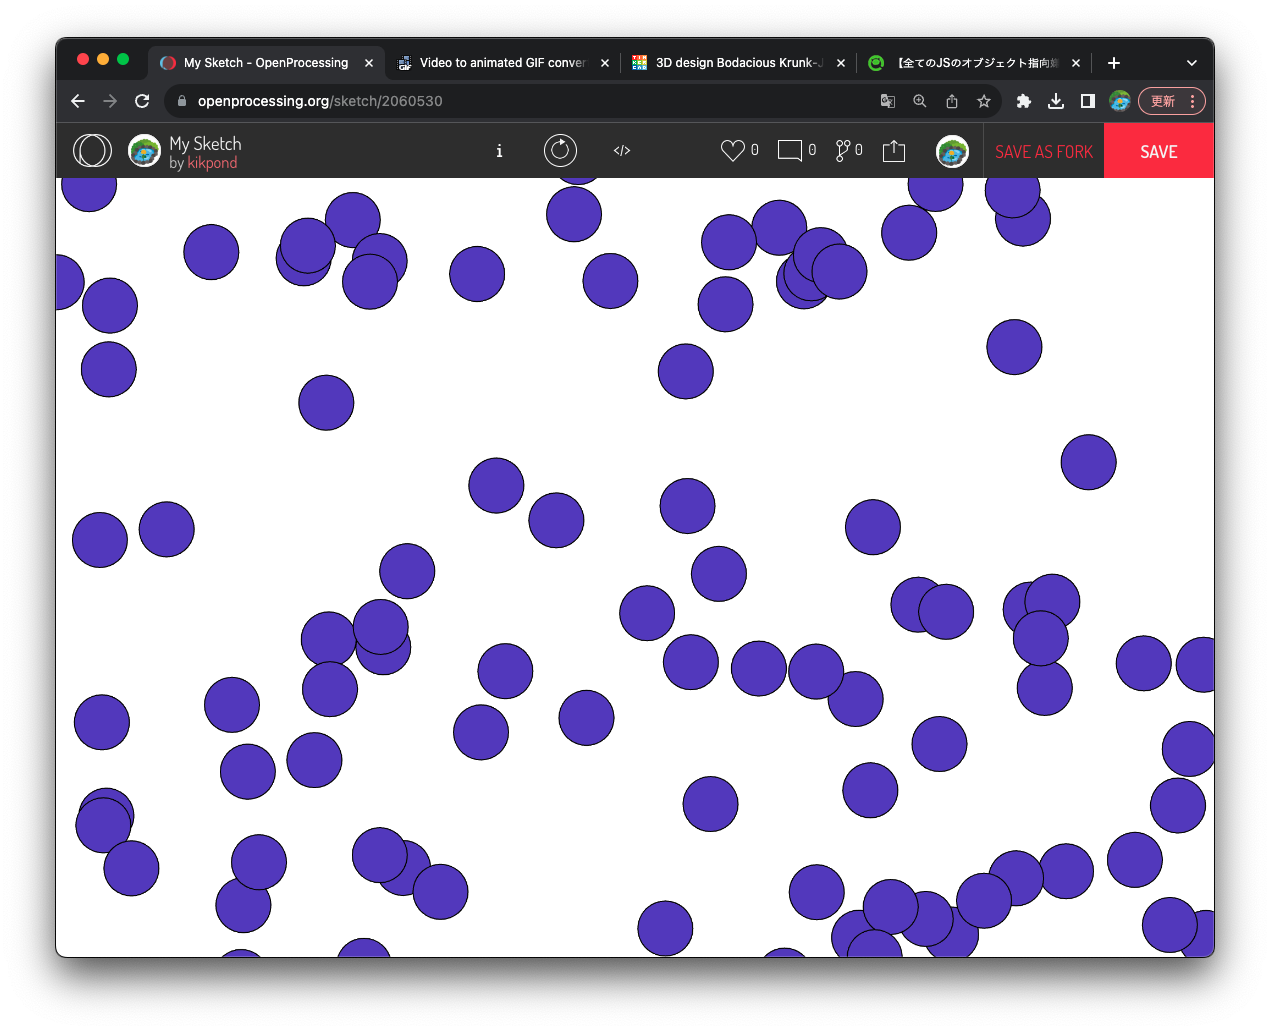 My Sketch - OpenProcessing
Video to animated GIF conver
3D design Bodacious Krunk-J
【全てのJSのオブジェクト指向嫌
openprocessing.org/sketch/2060530
更新
My Sketch
by kikpond
i
</>
0
0
0
SAVE AS FORK
SAVE